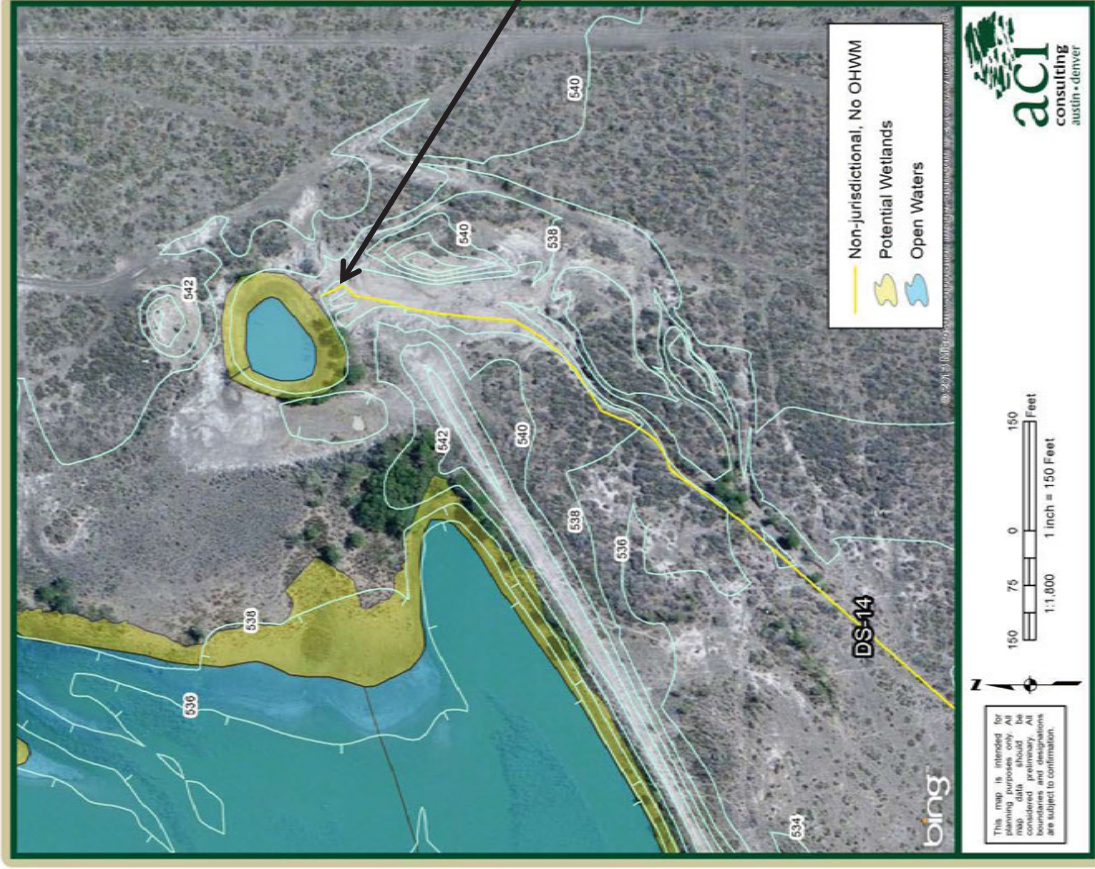 540
542
540
538
542
540
538
538
536
536
534
DS-14
Non-jurisdictional, No OHWM
Potential Wetlands
Open Waters
bing
This map is intended for
planning purposes only. All
map data should be
considered preliminary. All
boundaries and designations
are subject to confirmation.
N
150 75 0 150
Feet
1:1,800 1 inch = 150 Feet
aci
consulting
austin • denver